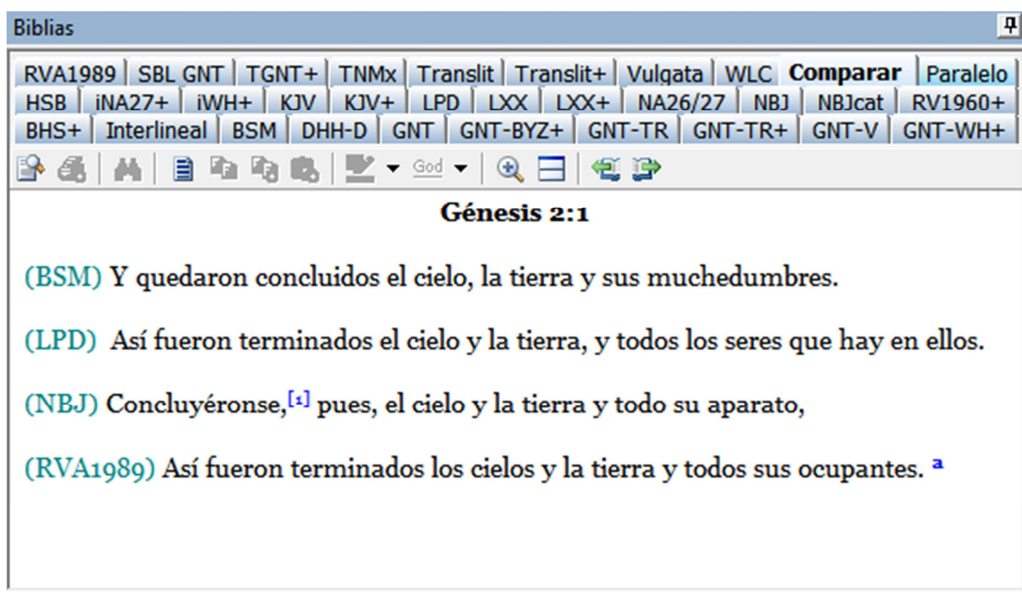 Biblias
RVA1989 SBL GNT TGNT+ TNMx Translit Translit+ Vulgata WLC Comparar Paralelo
HSB iNA27+ iWH+ KJV KJV+ LPD LXX LXX+ NA26/27 NBJ NBJcat RV1960+
BHS+ Interlineal BSM DHH-D GNT GNT-BYZ+ GNT-TR GNT-TR+ GNT-V GNT-WH+
God
Génesis 2:1
(BSM) Y quedaron concluidos el cielo, la tierra y sus muchedumbres.
(LPD) Así fueron terminados el cielo y la tierra, y todos los seres que hay en ellos.
(NBJ) Concluyéronse,[1] pues, el cielo y la tierra y todo su aparato,
(RVA1989) Así fueron terminados los cielos y la tierra y todos sus ocupantes. a